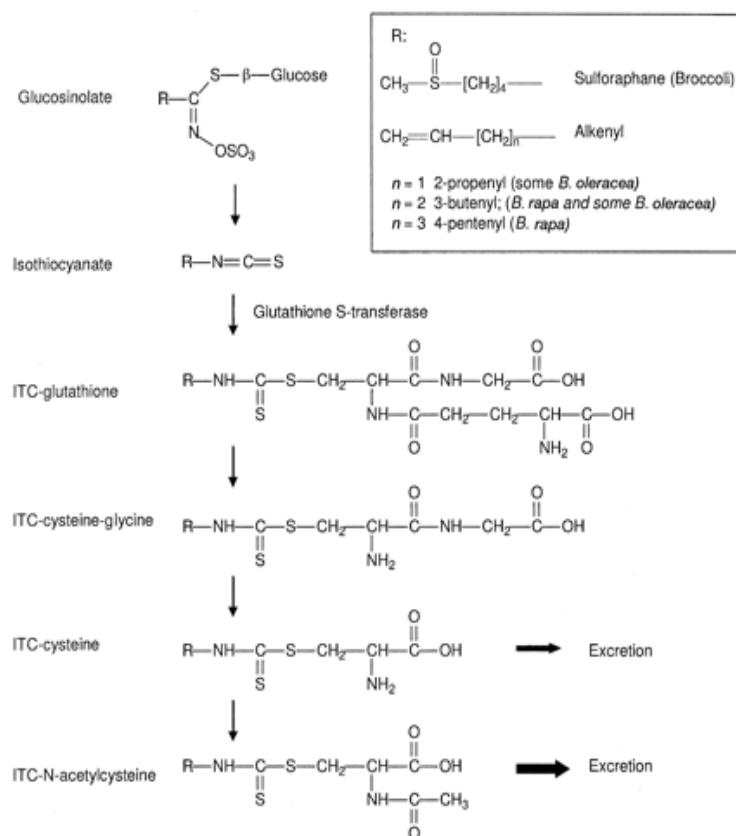 R:
O
CH3—S—[CH2]4— Sulforaphane (Broccoli)
CH2=CH—[CH2]n— Alkenyl
n = 1 2-propenyl (some B. oleracea)
n = 2 3-butenyl; (B. rapa and some B. oleracea)
n = 3 4-pentenyl (B. rapa)
S—β—Glucose
Glucosinolate R—C
N
OSO3
Isothiocyanate R—N=C=S
Glutathione S-transferase
O O
ITC-glutathione R—NH—C—S—CH2—CH—C—NH—CH2—C—OH
S NH—C—CH2—CH2—CH—C—OH
O NH2 O
O O
ITC-cysteine-glycine R—NH—C—S—CH2—CH—C—NH—CH2—C—OH
S NH2
O
ITC-cysteine R—NH—C—S—CH2—CH—C—OH Excretion
S NH2
O
ITC-N-acetylcysteine R—NH—C—S—CH2—CH—C—OH Excretion
S NH—C—CH3
O